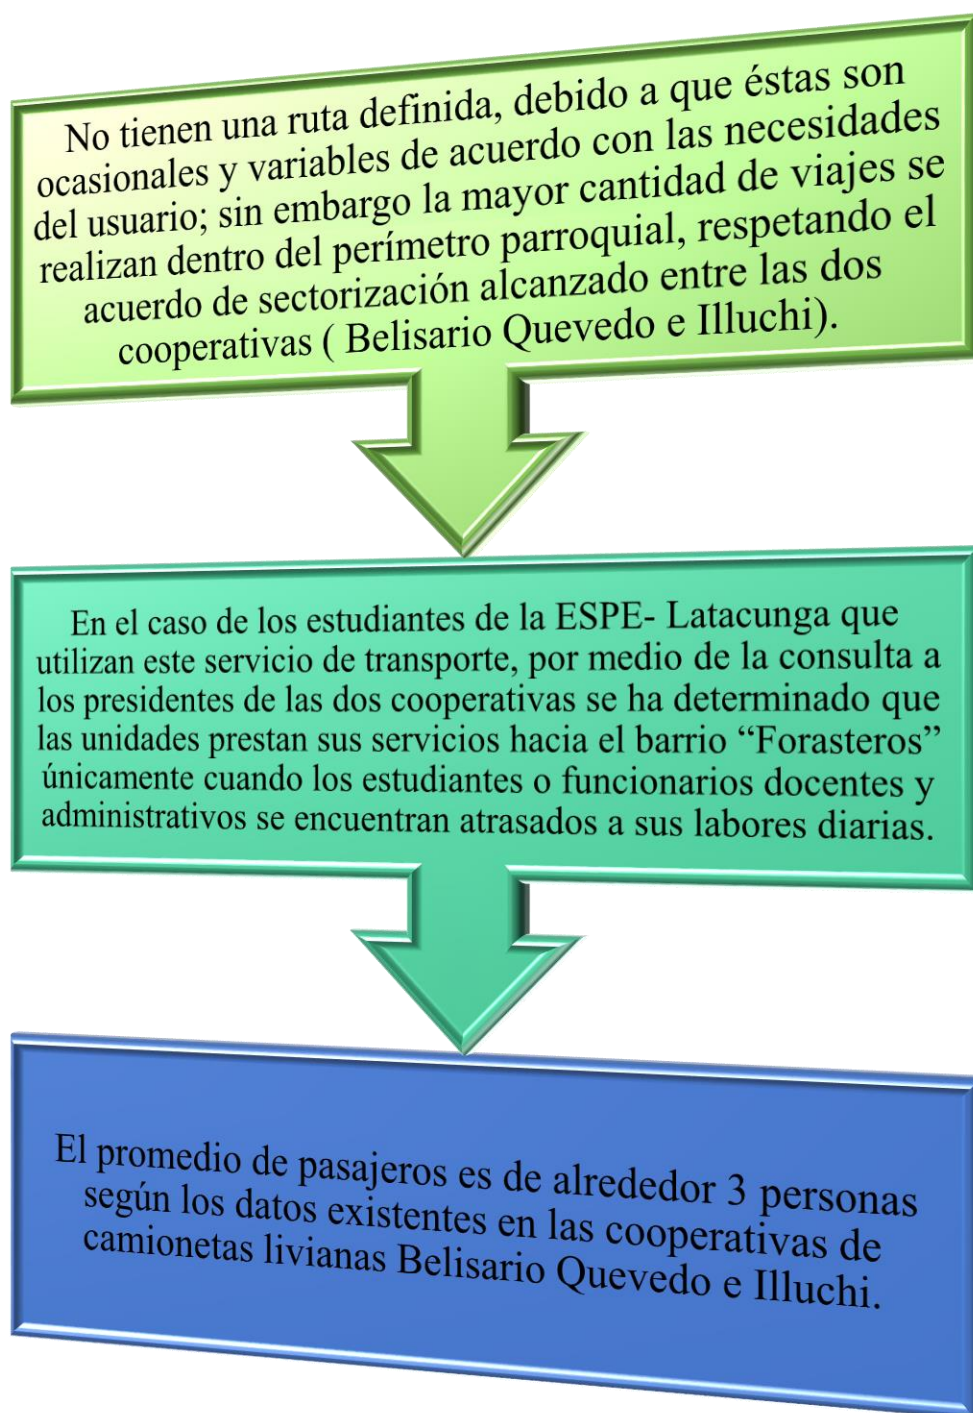 No tienen una ruta definida, debido a que éstas son
ocasionales y variables de acuerdo con las necesidades
del usuario; sin embargo la mayor cantidad de viajes se
realizan dentro del perímetro parroquial, respetando el
acuerdo de sectorización alcanzado entre las dos
cooperativas ( Belisario Quevedo e Illuchi).
En el caso de los estudiantes de la ESPE- Latacunga que
utilizan este servicio de transporte, por medio de la consulta a
los presidentes de las dos cooperativas se ha determinado que
las unidades prestan sus servicios hacia el barrio “Forasteros”
únicamente cuando los estudiantes o funcionarios docentes y
administrativos se encuentran atrasados a sus labores diarias.
El promedio de pasajeros es de alrededor 3 personas
según los datos existentes en las cooperativas de
camionetas livianas Belisario Quevedo e Illuchi.